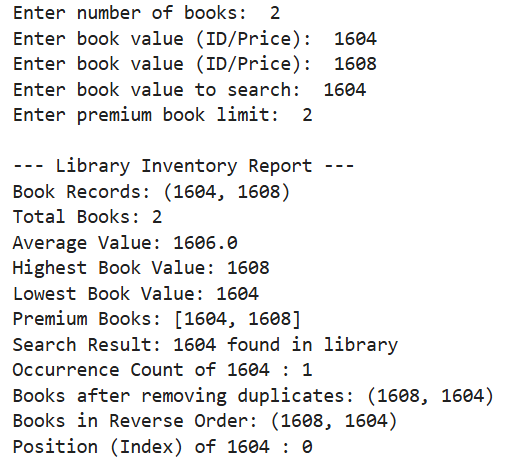 Enter number of books:  2
Enter book value (ID/Price):  1604
Enter book value (ID/Price):  1608
Enter book value to search:  1604
Enter premium book limit:  2

--- Library Inventory Report ---
Book Records: (1604, 1608)
Total Books: 2
Average Value: 1606.0
Highest Book Value: 1608
Lowest Book Value: 1604
Premium Books: [1604, 1608]
Search Result: 1604 found in library
Occurrence Count of 1604 : 1
Books after removing duplicates: (1608, 1604)
Books in Reverse Order: (1608, 1604)
Position (Index) of 1604 : 0